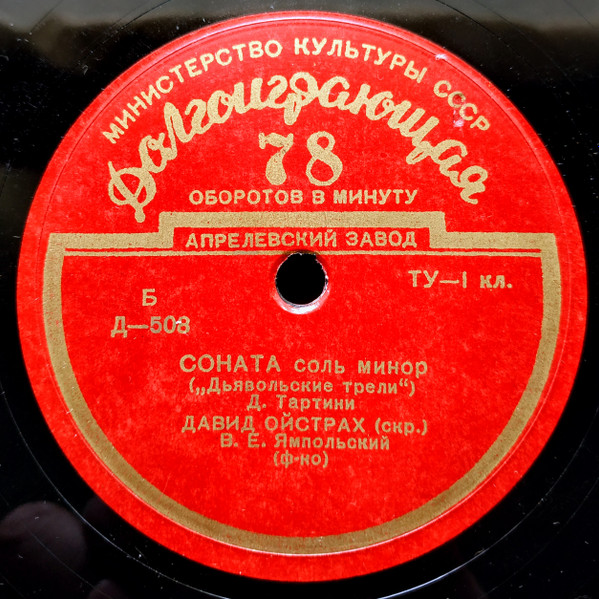 МИНИСТЕРСТВО КУЛЬТУРЫ СССР
Долгоиграющая
78
ОБОРОТОВ В МИНУТУ
АПРЕЛЕВСКИЙ ЗАВОД
ТУ—I кл.
Б
Д—508
СОНАТА СОЛЬ МИНОР
(„Дьявольские трели“)
Д. Тартини
ДАВИД ОЙСТРАХ (скр.)
В. Е. Ямпольский
(ф-но)